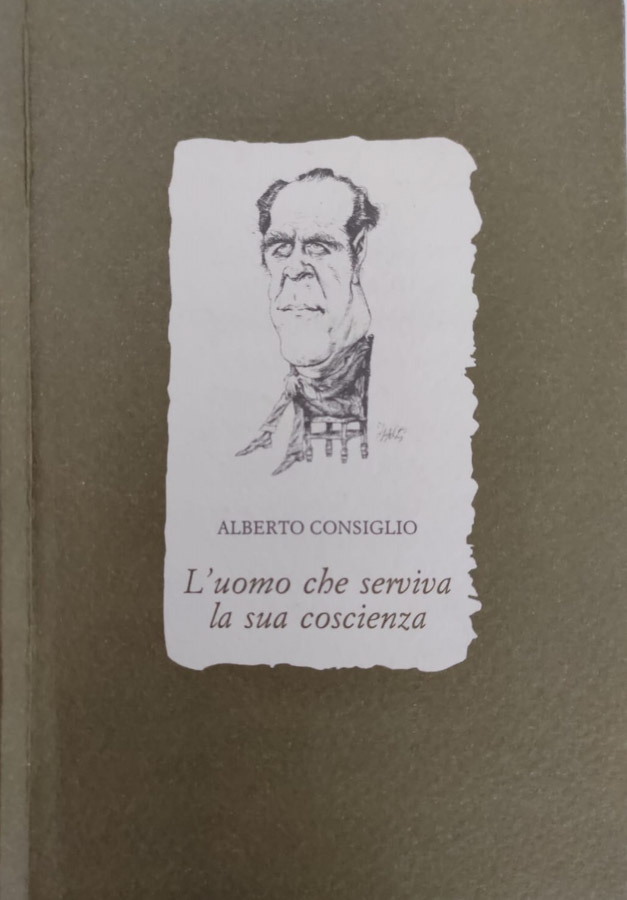 ALBERTO CONSIGLIO
L'uomo che serviva
la sua coscienza